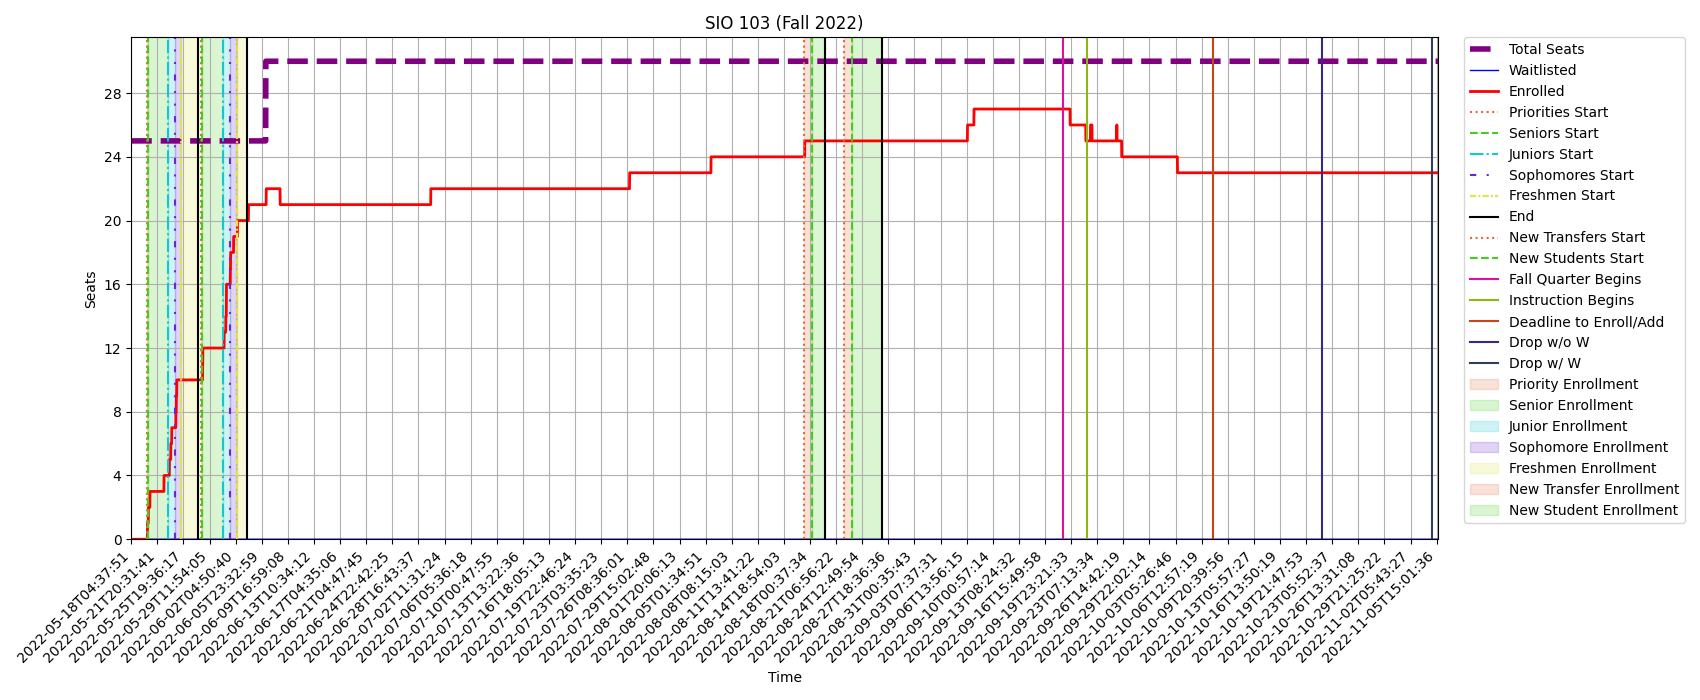 SIO 103 (Fall 2022)
Seats
28
24
20
16
12
8
4
0
2022-05-18T04:37:51
2022-05-21T20:31:41
2022-05-25T19:36:17
2022-05-29T11:54:05
2022-06-02T04:50:40
2022-06-05T23:32:59
2022-06-09T16:59:08
2022-06-13T10:34:12
2022-06-17T04:35:06
2022-06-21T04:47:45
2022-06-24T22:42:25
2022-06-28T16:43:37
2022-07-02T11:31:24
2022-07-06T05:36:18
2022-07-10T00:47:55
2022-07-13T13:22:36
2022-07-16T18:05:13
2022-07-19T22:46:24
2022-07-23T03:35:23
2022-07-26T08:36:01
2022-07-29T15:02:48
2022-08-01T20:06:13
2022-08-05T01:34:51
2022-08-08T08:15:03
2022-08-11T13:41:22
2022-08-14T18:54:03
2022-08-18T00:37:34
2022-08-21T06:56:22
2022-08-24T12:49:54
2022-08-27T18:36:36
2022-08-31T00:35:43
2022-09-03T07:37:31
2022-09-06T13:56:15
2022-09-10T00:57:14
2022-09-13T08:24:32
2022-09-16T15:49:58
2022-09-19T23:21:33
2022-09-23T07:13:34
2022-09-26T14:42:19
2022-09-29T22:02:14
2022-10-03T05:26:46
2022-10-06T12:57:19
2022-10-09T20:39:56
2022-10-13T05:57:27
2022-10-16T13:50:19
2022-10-19T21:47:53
2022-10-23T05:52:37
2022-10-26T13:31:08
2022-10-29T21:25:22
2022-11-02T05:43:27
2022-11-05T15:01:36
Time
Total Seats
Waitlisted
Enrolled
Priorities Start
Seniors Start
Juniors Start
Sophomores Start
Freshmen Start
End
New Transfers Start
New Students Start
Fall Quarter Begins
Instruction Begins
Deadline to Enroll/Add
Drop w/o W
Drop w/ W
Priority Enrollment
Senior Enrollment
Junior Enrollment
Sophomore Enrollment
Freshmen Enrollment
New Transfer Enrollment
New Student Enrollment